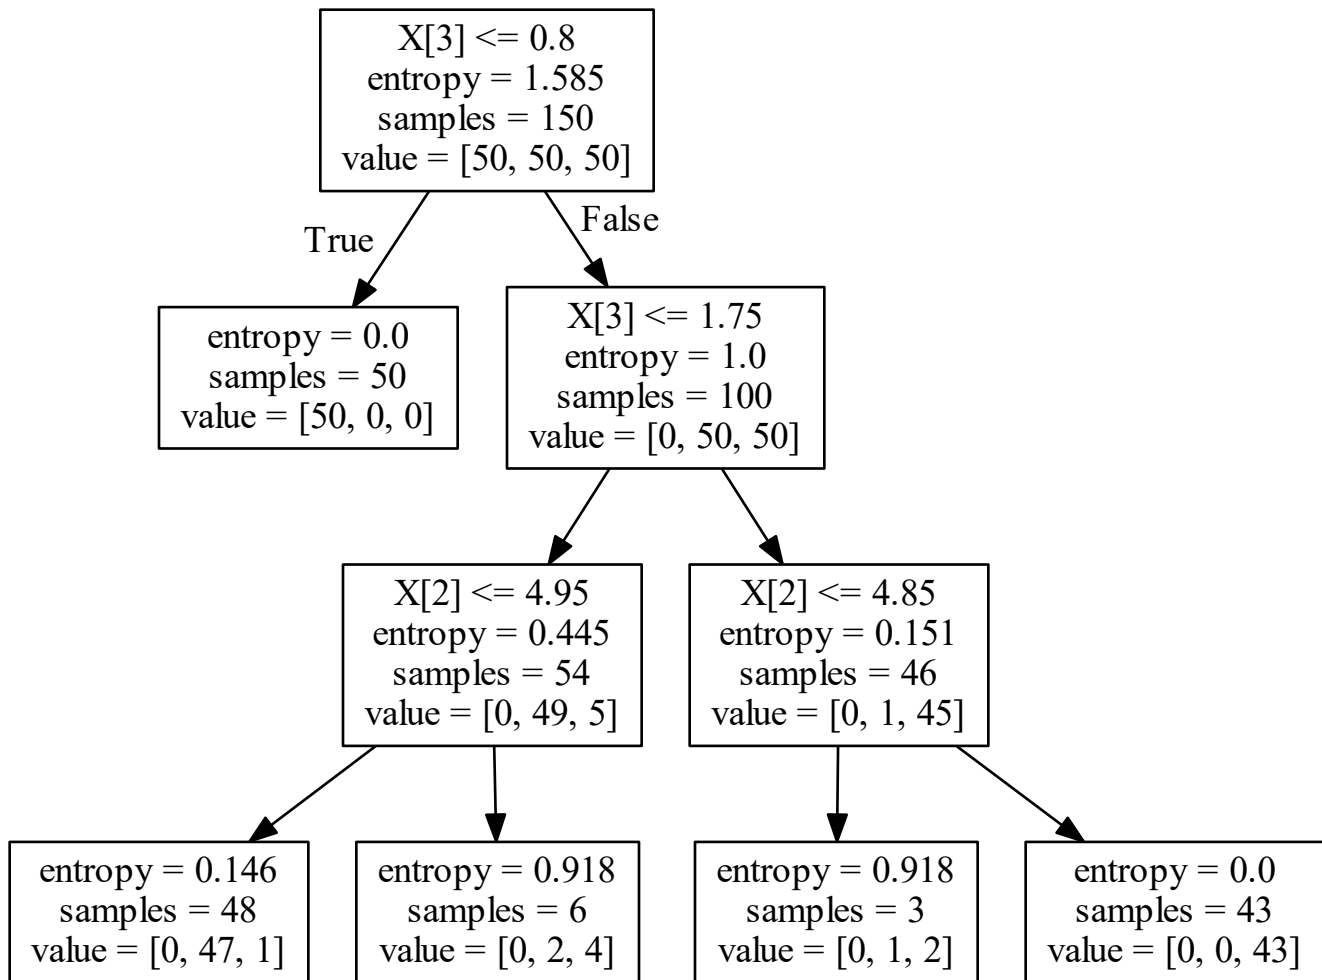 X[3] <= 0.8
entropy = 1.585
samples = 150
value = [50, 50, 50]
True
False
entropy = 0.0
samples = 50
value = [50, 0, 0]
X[3] <= 1.75
entropy = 1.0
samples = 100
value = [0, 50, 50]
X[2] <= 4.95
entropy = 0.445
samples = 54
value = [0, 49, 5]
X[2] <= 4.85
entropy = 0.151
samples = 46
value = [0, 1, 45]
entropy = 0.146
samples = 48
value = [0, 47, 1]
entropy = 0.918
samples = 6
value = [0, 2, 4]
entropy = 0.918
samples = 3
value = [0, 1, 2]
entropy = 0.0
samples = 43
value = [0, 0, 43]